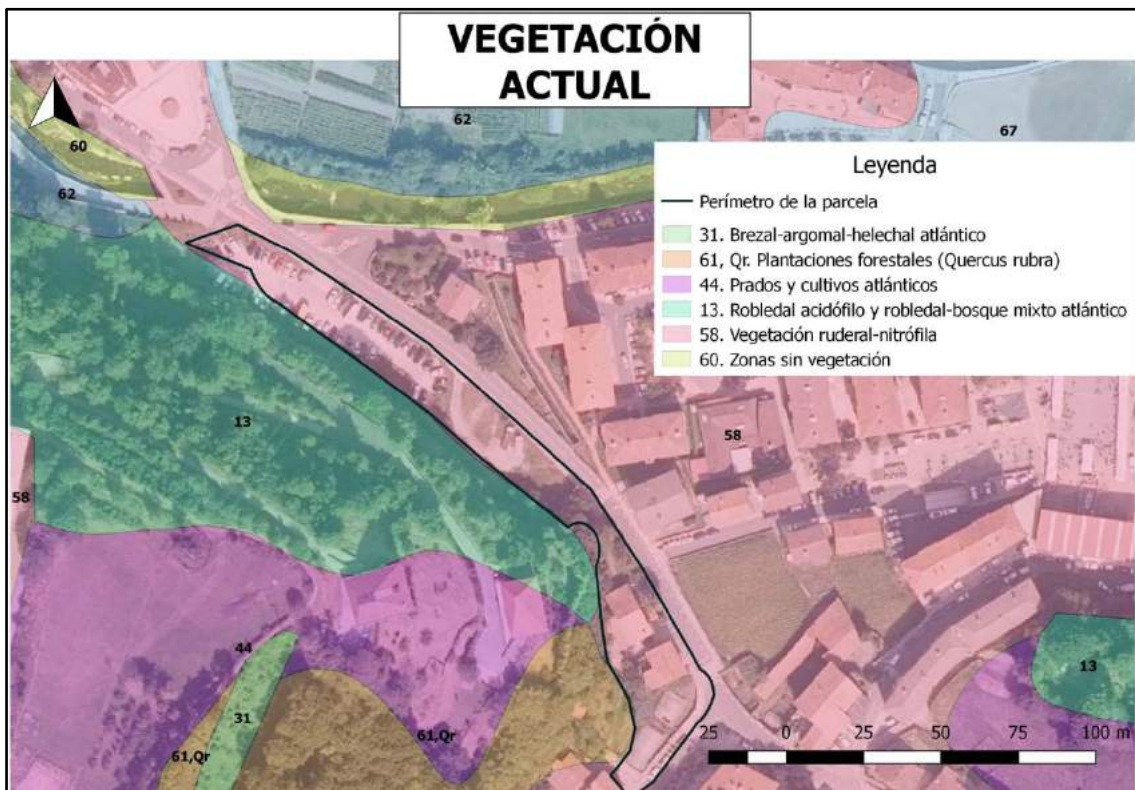 VEGETACIÓN
ACTUAL
62
67
60
62
Leyenda
Perímetro de la parcela
31. Brezal-argomal-helechal atlántico
61, Qr. Plantaciones forestales (Quercus rubra)
44. Prados y cultivos atlánticos
13. Robledal acidófilo y robledal-bosque mixto atlántico
58. Vegetación ruderal-nitrófila
60. Zonas sin vegetación
13
58
58
44
13
31
61,Qr
61,Qr
25 0 25 50 75 100 m